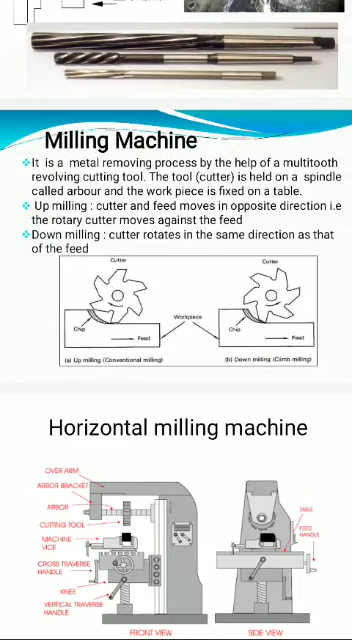 Milling Machine
It is a metal removing process by the help of a multitooth
revolving cutting tool. The tool (cutter) is held on a spindle
called arbour and the work piece is fixed on a table.
Up milling : cutter and feed moves in opposite direction i.e
the rotary cutter moves against the feed
Down milling : cutter rotates in the same direction as that
of the feed
Cutter
Cutter
Workpiece
Chip
Feed
Chip
Feed
(a) Up milling (Conventional milling)
(b) Down milling (Climb milling)
Horizontal milling machine
OVER ARM
ARBOR BRACKET
ARBOR
CUTTING TOOL
MACHINE
VICE
CROSS TRAVERSE
HANDLE
KNEE
VERTICAL TRAVERSE
HANDLE
TABLE
FEED
HANDLE
FRONT VIEW
SIDE VIEW